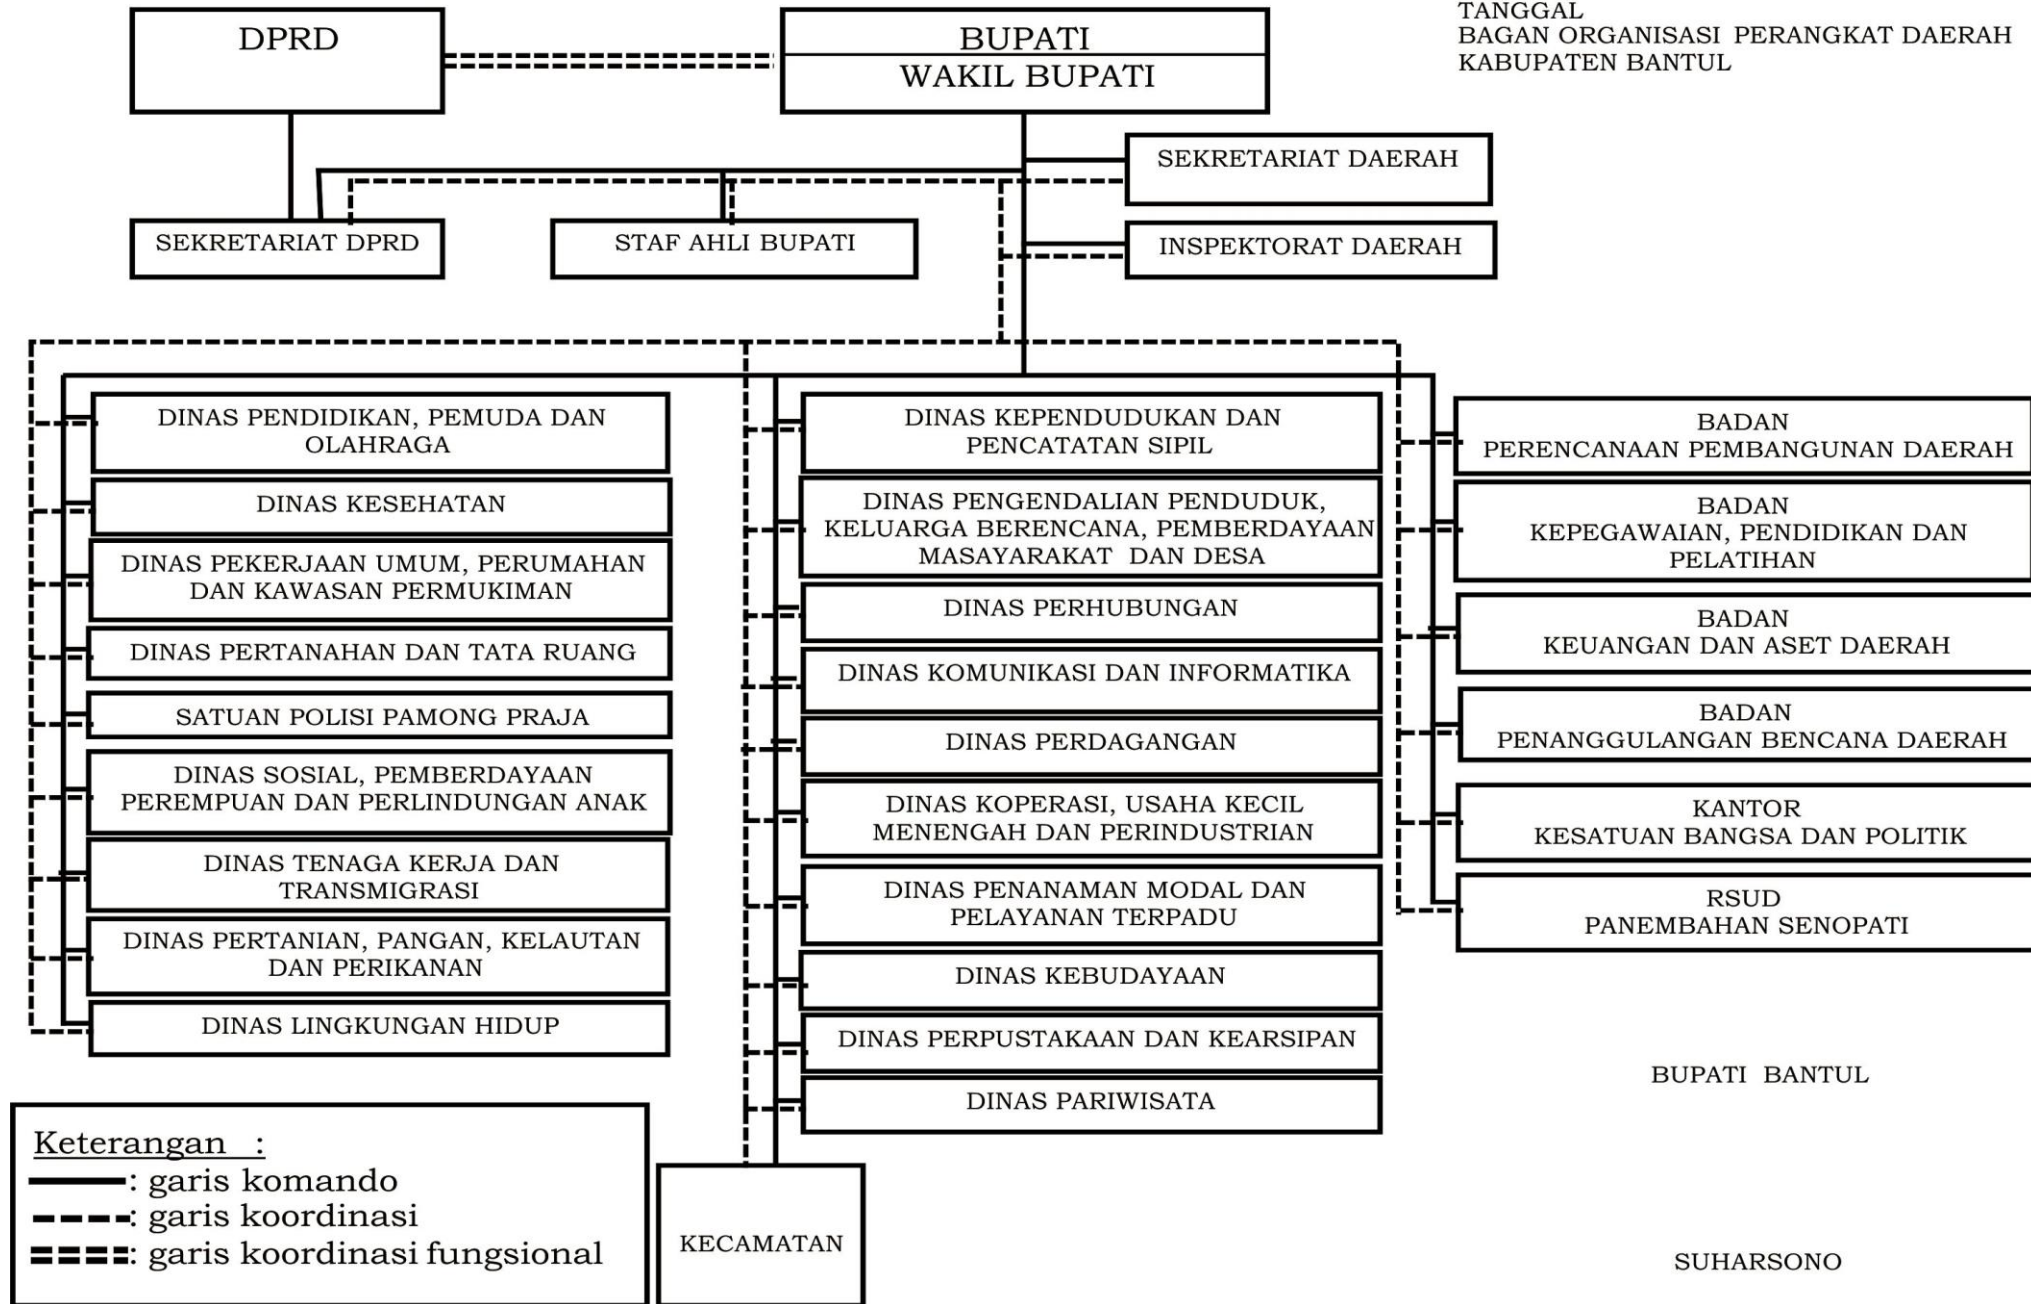 TANGGAL
BAGAN ORGANISASI PERANGKAT DAERAH
KABUPATEN BANTUL
DPRD
BUPATI
WAKIL BUPATI
SEKRETARIAT DAERAH
SEKRETARIAT DPRD
STAF AHLI BUPATI
INSPEKTORAT DAERAH
DINAS PENDIDIKAN, PEMUDA DAN
OLAHRAGA
DINAS KESEHATAN
DINAS PEKERJAAN UMUM, PERUMAHAN
DAN KAWASAN PERMUKIMAN
DINAS PERTANAHAN DAN TATA RUANG
SATUAN POLISI PAMONG PRAJA
DINAS SOSIAL, PEMBERDAYAAN
PEREMPUAN DAN PERLINDUNGAN ANAK
DINAS TENAGA KERJA DAN
TRANSMIGRASI
DINAS PERTANIAN, PANGAN, KELAUTAN
DAN PERIKANAN
DINAS LINGKUNGAN HIDUP
DINAS KEPENDUDUKAN DAN
PENCATATAN SIPIL
DINAS PENGENDALIAN PENDUDUK,
KELUARGA BERENCANA, PEMBERDAYAAN
MASAYARAKAT DAN DESA
DINAS PERHUBUNGAN
DINAS KOMUNIKASI DAN INFORMATIKA
DINAS PERDAGANGAN
DINAS KOPERASI, USAHA KECIL
MENENGAH DAN PERINDUSTRIAN
DINAS PENANAMAN MODAL DAN
PELAYANAN TERPADU
DINAS KEBUDAYAAN
DINAS PERPUSTAKAAN DAN KEARSIPAN
DINAS PARIWISATA
KECAMATAN
BADAN
PERENCANAAN PEMBANGUNAN DAERAH
BADAN
KEPEGAWAIAN, PENDIDIKAN DAN
PELATIHAN
BADAN
KEUANGAN DAN ASET DAERAH
BADAN
PENANGGULANGAN BENCANA DAERAH
KANTOR
KESATUAN BANGSA DAN POLITIK
RSUD
PANEMBAHAN SENOPATI
BUPATI BANTUL
SUHARSONO
Keterangan :
: garis komando
: garis koordinasi
: garis koordinasi fungsional